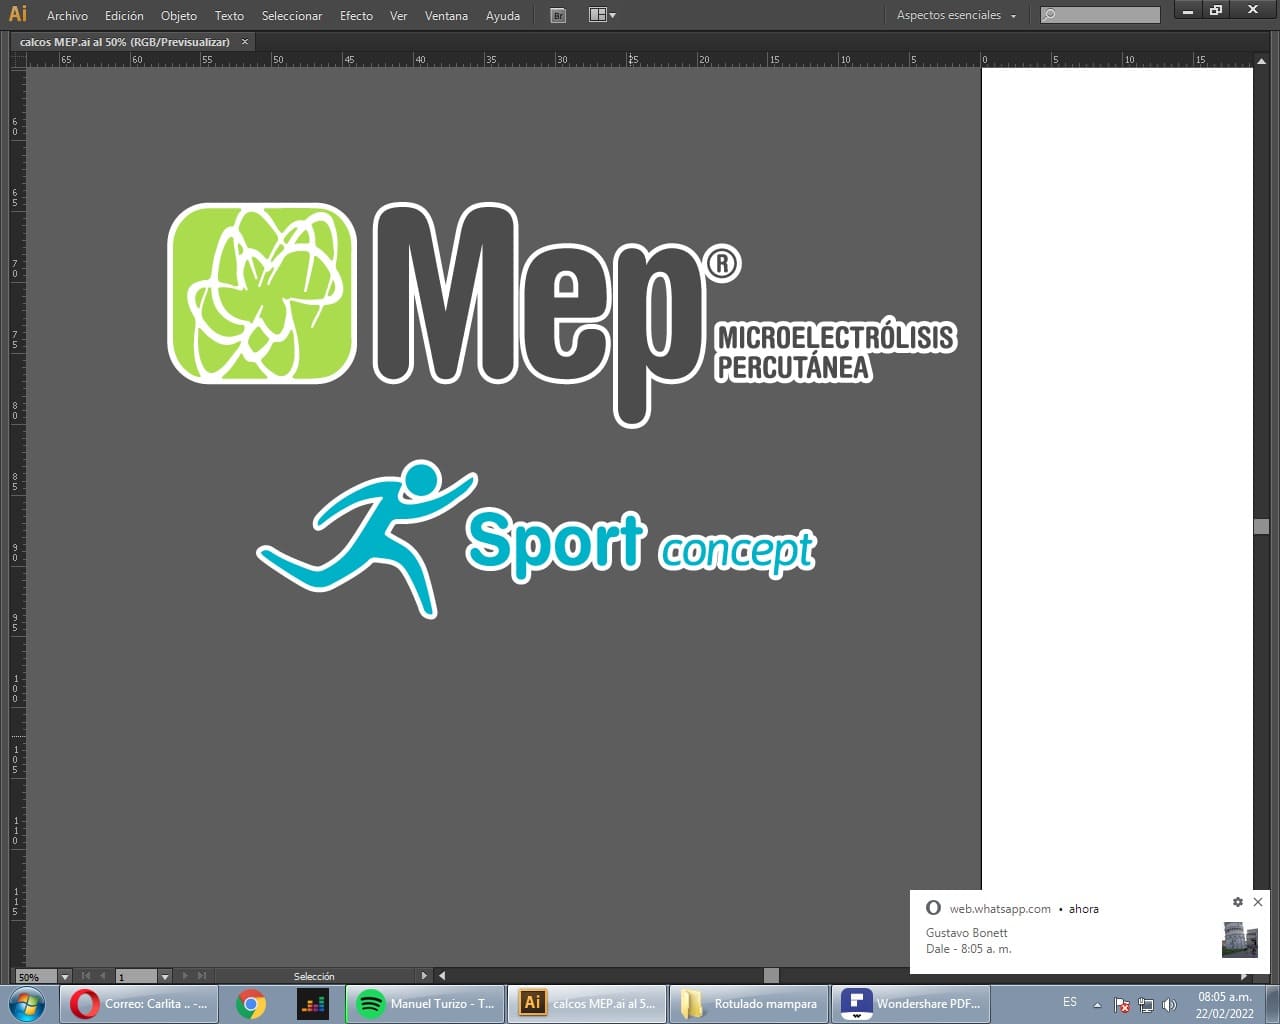 Ai Archivo Edición Objeto Texto Seleccionar Efecto Ver Ventana Ayuda Br Aspectos esenciales
calcos MEP.ai al 50% (RGB/Previsualizar) ×
65 60 55 50 45 40 35 30 25 20 15 10 5 0 5 10 15
60
65
70
75
80
85
90
95
100
105
110
115
Mep®
MICROELECTRÓLISIS
PERCUTÁNEA
Sport concept
web.whatsapp.com • ahora
Gustavo Bonett
Dale - 8:05 a. m.
50% 1 Selección
Correo: Carlita .. -...
Manuel Turizo - T...
Ai calcos MEP.ai al 5...
Rotulado mampara
Wondershare PDF...
ES
08:05 a.m.
22/02/2022